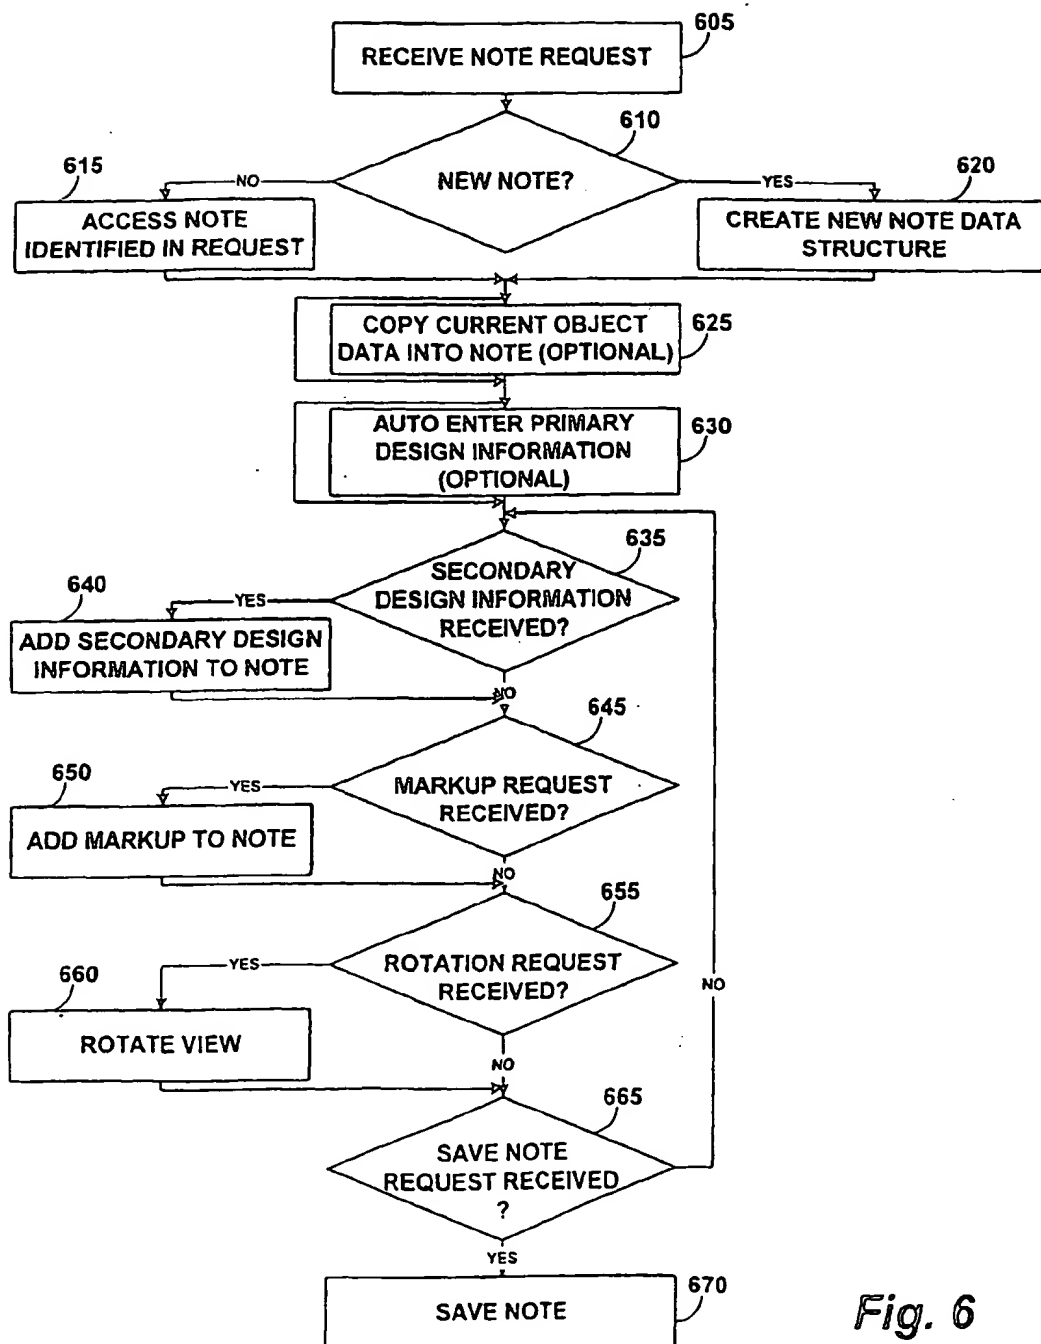 605
RECEIVE NOTE REQUEST
610
NEW NOTE?
NO
YES
615
ACCESS NOTE
IDENTIFIED IN REQUEST
620
CREATE NEW NOTE DATA
STRUCTURE
COPY CURRENT OBJECT
DATA INTO NOTE (OPTIONAL)
625
AUTO ENTER PRIMARY
DESIGN INFORMATION
(OPTIONAL)
630
635
SECONDARY
DESIGN INFORMATION
RECEIVED?
YES
640
ADD SECONDARY DESIGN
INFORMATION TO NOTE
NO
645
MARKUP REQUEST
RECEIVED?
YES
650
ADD MARKUP TO NOTE
NO
655
ROTATION REQUEST
RECEIVED?
YES
660
ROTATE VIEW
NO
NO
665
SAVE NOTE
REQUEST RECEIVED
?
YES
SAVE NOTE
670
Fig. 6